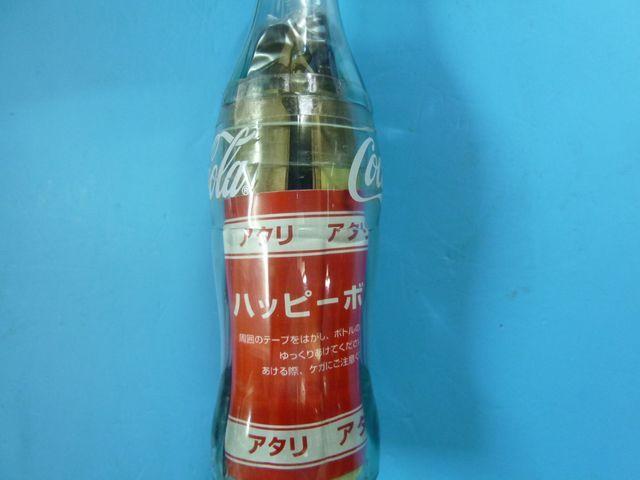 Cola®
Co
アタリ アタリ
ハッピーボ
周囲のテープをはがし、ボトルの
ゆっくりあけてください
あける際、ケガにご注意く
アタリ ア